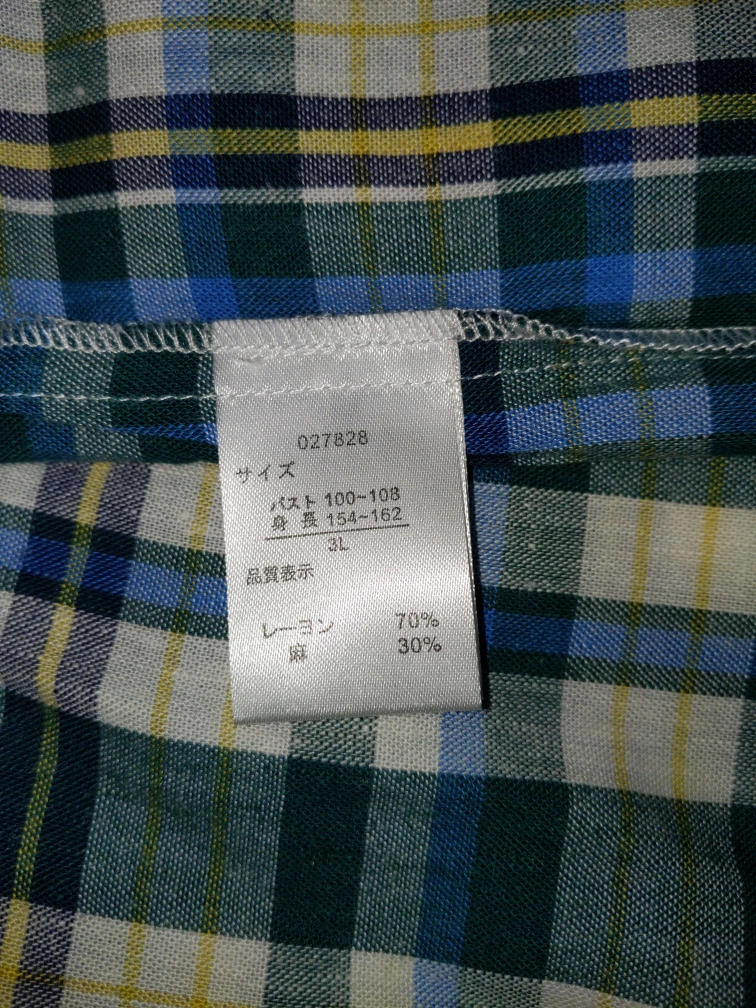 027828
サイズ
バスト 100~108
身長 154~162
3L
品質表示
レーヨン 70%
麻 30%